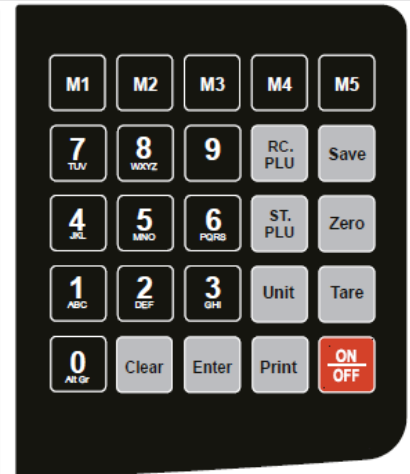 M1 M2 M3 M4 M5
7 8 9 RC. Save
TUV WXYZ PLU
4 5 6 ST. Zero
JKL MNO PQRS PLU
1 2 3 Unit Tare
ABC DEF GHI
0 Clear Enter Print ON
Alt Gr OFF